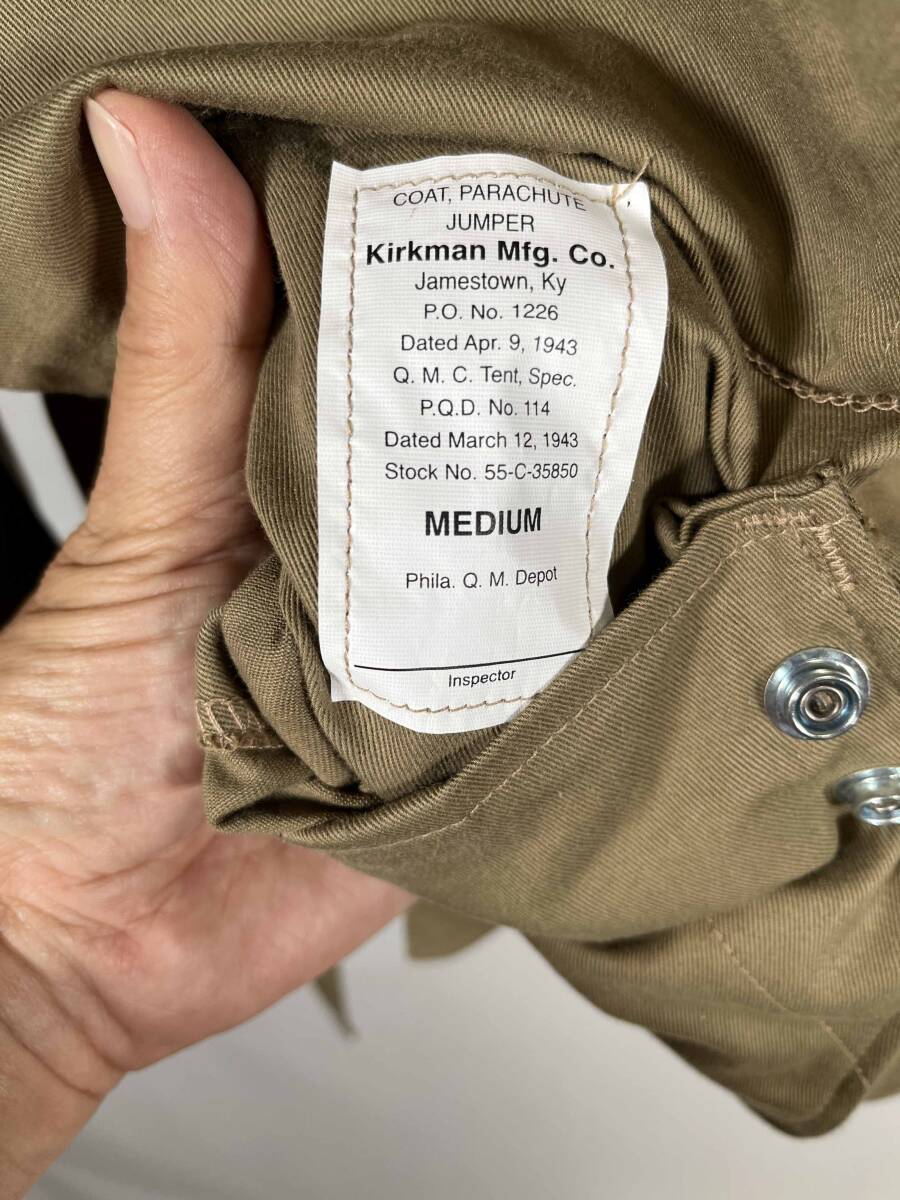 COAT, PARACHUTE
JUMPER
Kirkman Mfg. Co.
Jamestown, Ky
P.O. No. 1226
Dated Apr. 9, 1943
Q. M. C. Tent, Spec.
P.Q.D. No. 114
Dated March 12, 1943
Stock No. 55-C-35850
MEDIUM
Phila. Q. M. Depot
Inspector